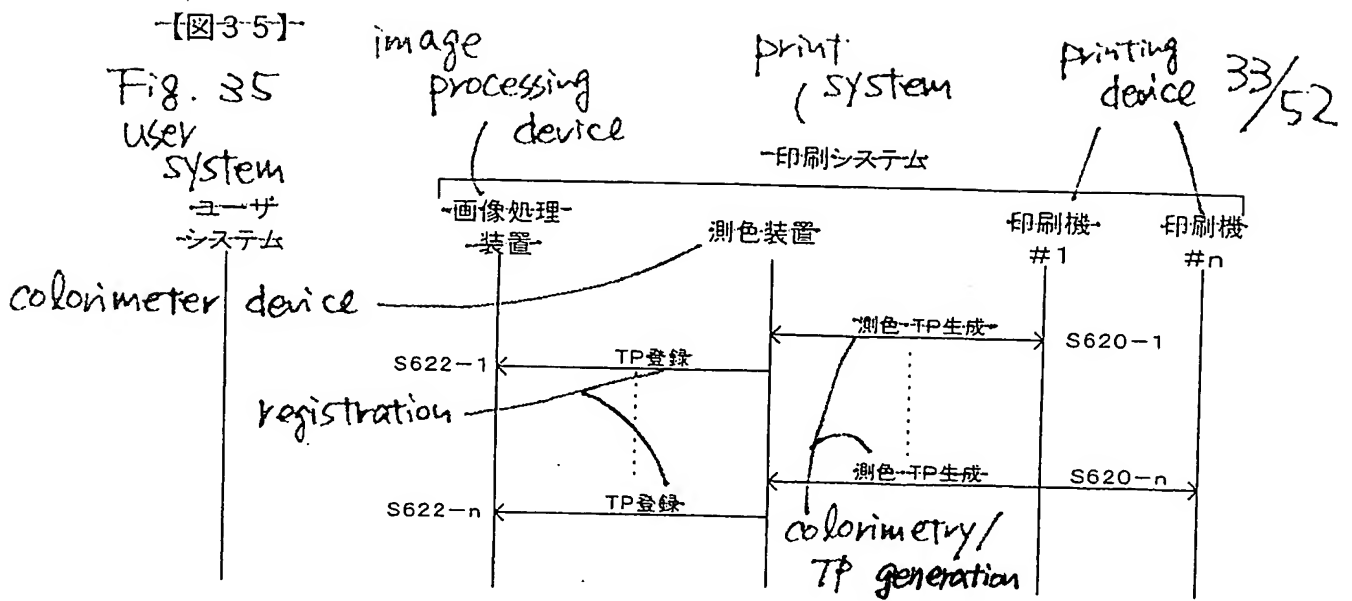 【図35】
Fig. 35
image
processing
device
print
system
printing
device
33/52
user
system
印刷システム
ユーザ
システム
画像処理
装置
測色装置
印刷機
#1
印刷機
#n
colorimeter device
測色・TP生成
S620-1
S622-1
TP登録
registration
測色・TP生成
S620-n
S622-n
TP登録
colorimetry/
TP generation